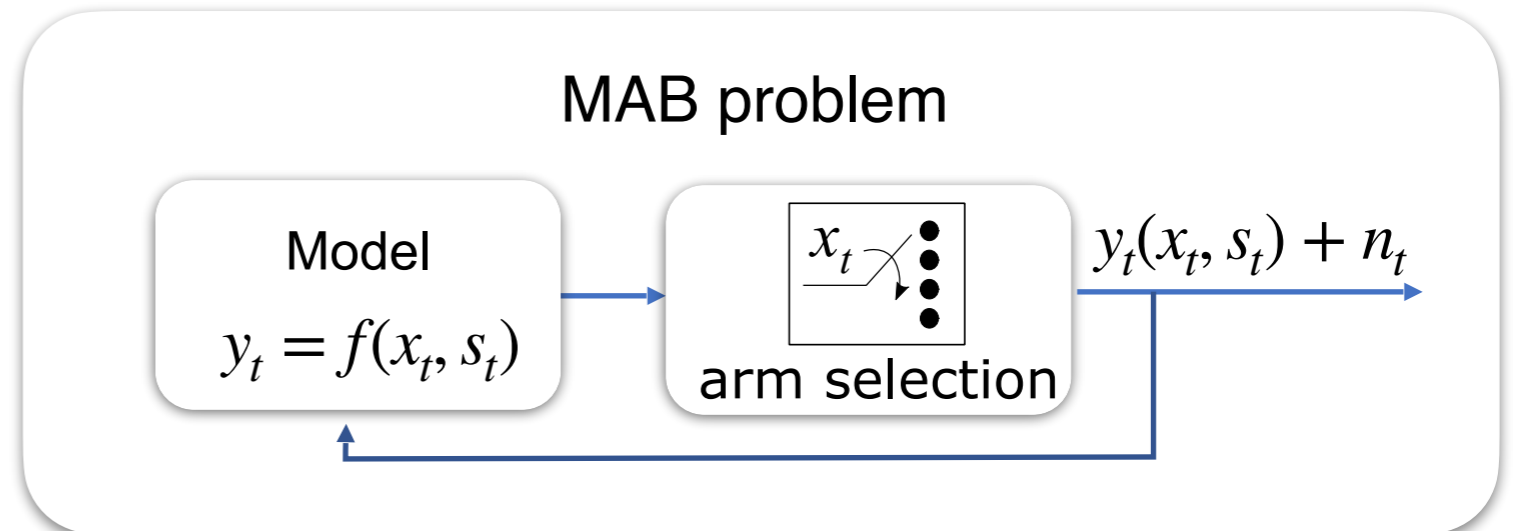 MAB problem
Model
y_t = f(x_t, s_t)
x_t
arm selection
y_t(x_t, s_t) + n_t